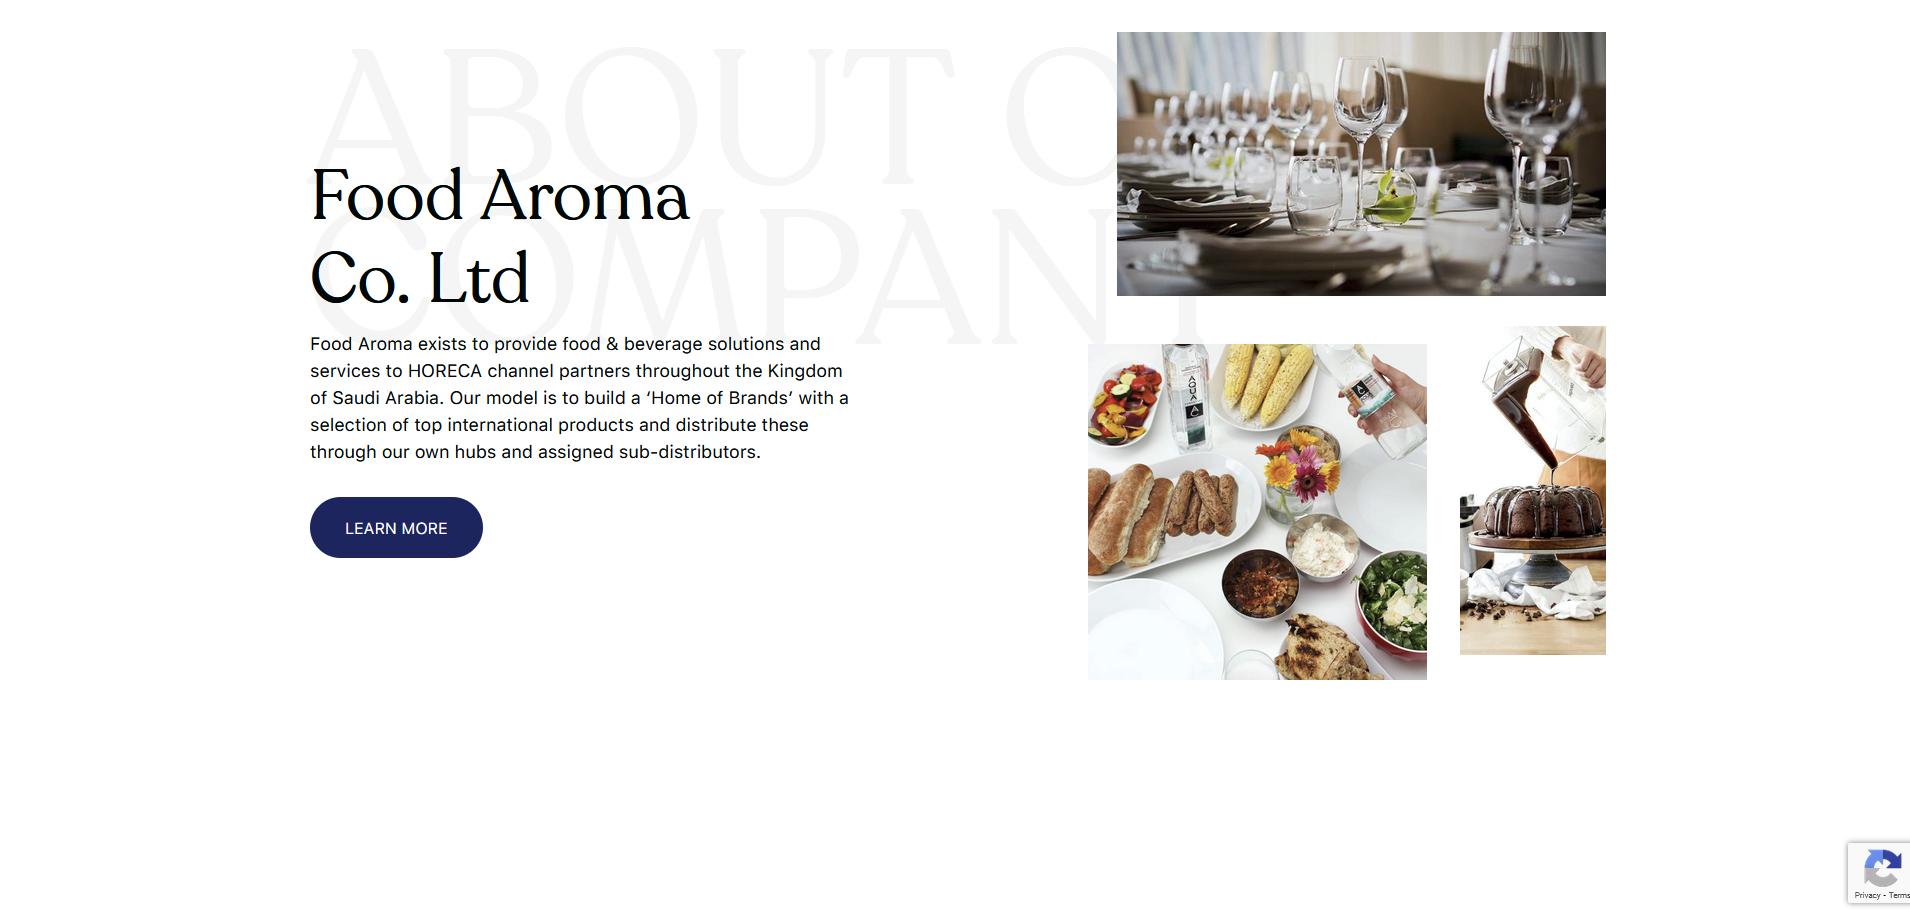 ABOUT O
COMPANY
Food Aroma
Co. Ltd
Food Aroma exists to provide food & beverage solutions and
services to HORECA channel partners throughout the Kingdom
of Saudi Arabia. Our model is to build a ‘Home of Brands’ with a
selection of top international products and distribute these
through our own hubs and assigned sub-distributors.
LEARN MORE
AQUA
Privacy - Terms